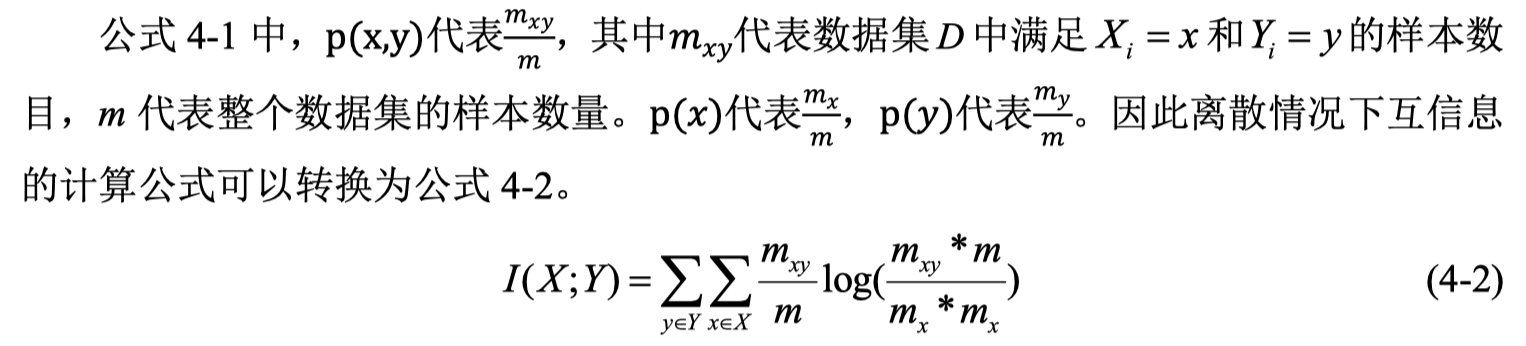 公式 4-1 中，p(x,y)代表$\frac{m_{xy}}{m}$，其中$m_{xy}$代表数据集 $D$ 中满足 $X_i = x$ 和 $Y_i = y$ 的样本数
目，$m$ 代表整个数据集的样本数量。p($x$)代表$\frac{m_x}{m}$，p($y$)代表$\frac{m_y}{m}$。因此离散情况下互信息
的计算公式可以转换为公式 4-2。
$I(X;Y) = \sum_{y \in Y} \sum_{x \in X} \frac{m_{xy}}{m} \log(\frac{m_{xy} * m}{m_x * m_x})$ (4-2)